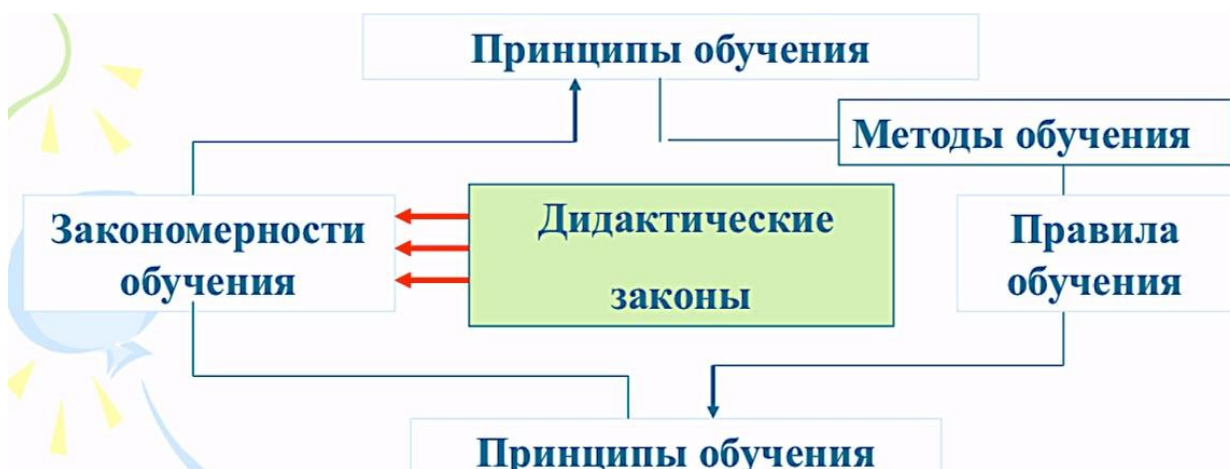 Принципы обучения
Методы обучения
Закономерности
обучения
Дидактические
законы
Правила
обучения
Принципы обучения